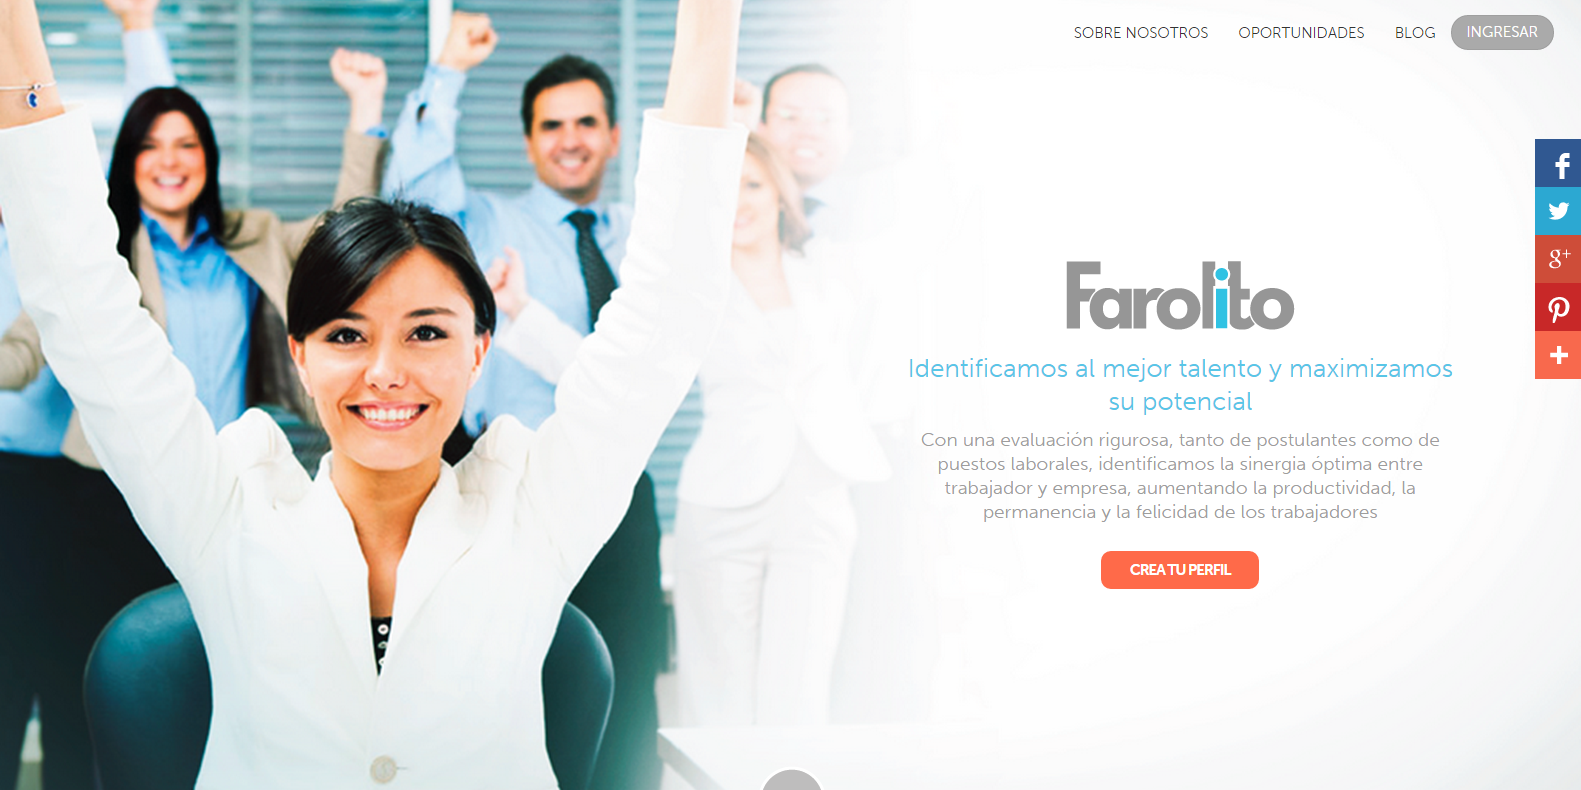 SOBRE NOSOTROS OPORTUNIDADES BLOG INGRESAR
Farolito
Identificamos al mejor talento y maximizamos
su potencial
Con una evaluación rigurosa, tanto de postulantes como de
puestos laborales, identificamos la sinergia óptima entre
trabajador y empresa, aumentando la productividad, la
permanencia y la felicidad de los trabajadores
CREA TU PERFIL